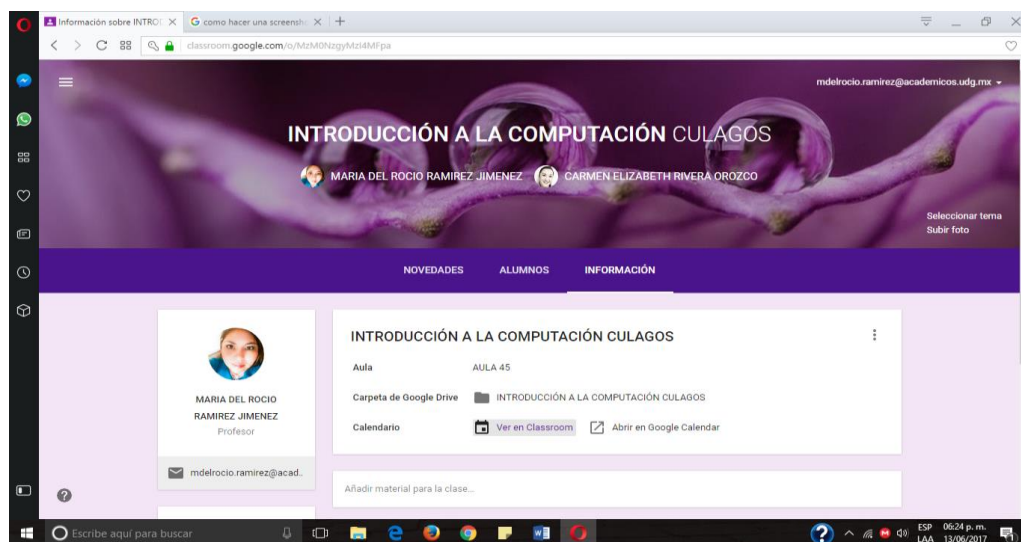 Información sobre INTROD
como hacer una screensho
classroom.google.com/o/MzM0NzgyMzI4MFpa
mdelrocio.ramirez@academicos.udg.mx
INTRODUCCIÓN A LA COMPUTACIÓN CULAGOS
MARIA DEL ROCIO RAMIREZ JIMENEZ CARMEN ELIZABETH RIVERA OROZCO
Seleccionar tema
Subir foto
NOVEDADES ALUMNOS INFORMACIÓN
MARIA DEL ROCIO
RAMIREZ JIMENEZ
Profesor
mdelrocio.ramirez@acad..
INTRODUCCIÓN A LA COMPUTACIÓN CULAGOS
Aula AULA 45
Carpeta de Google Drive INTRODUCCIÓN A LA COMPUTACIÓN CULAGOS
Calendario Ver en Classroom Abrir en Google Calendar
Añadir material para la clase...
Escribe aquí para buscar
ESP 06:24 p. m.
LAA 13/06/2017